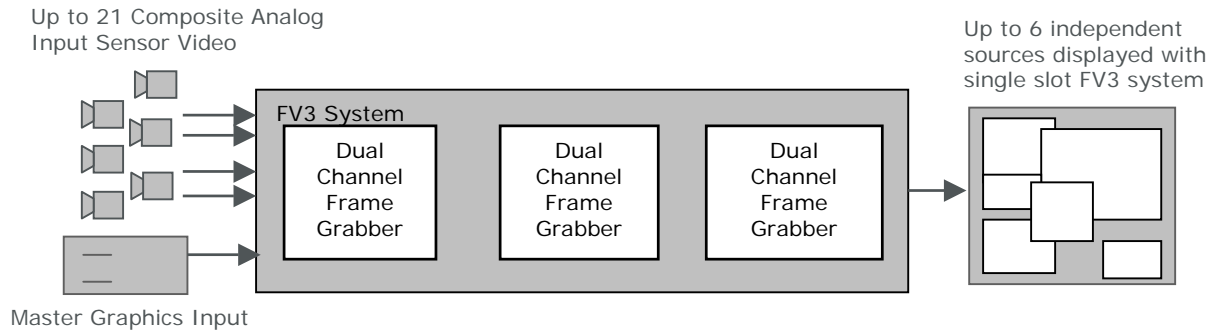 Up to 21 Composite Analog
Input Sensor Video
Up to 6 independent
sources displayed with
single slot FV3 system
FV3 System
Dual
Channel
Frame
Grabber
Dual
Channel
Frame
Grabber
Dual
Channel
Frame
Grabber
Master Graphics Input